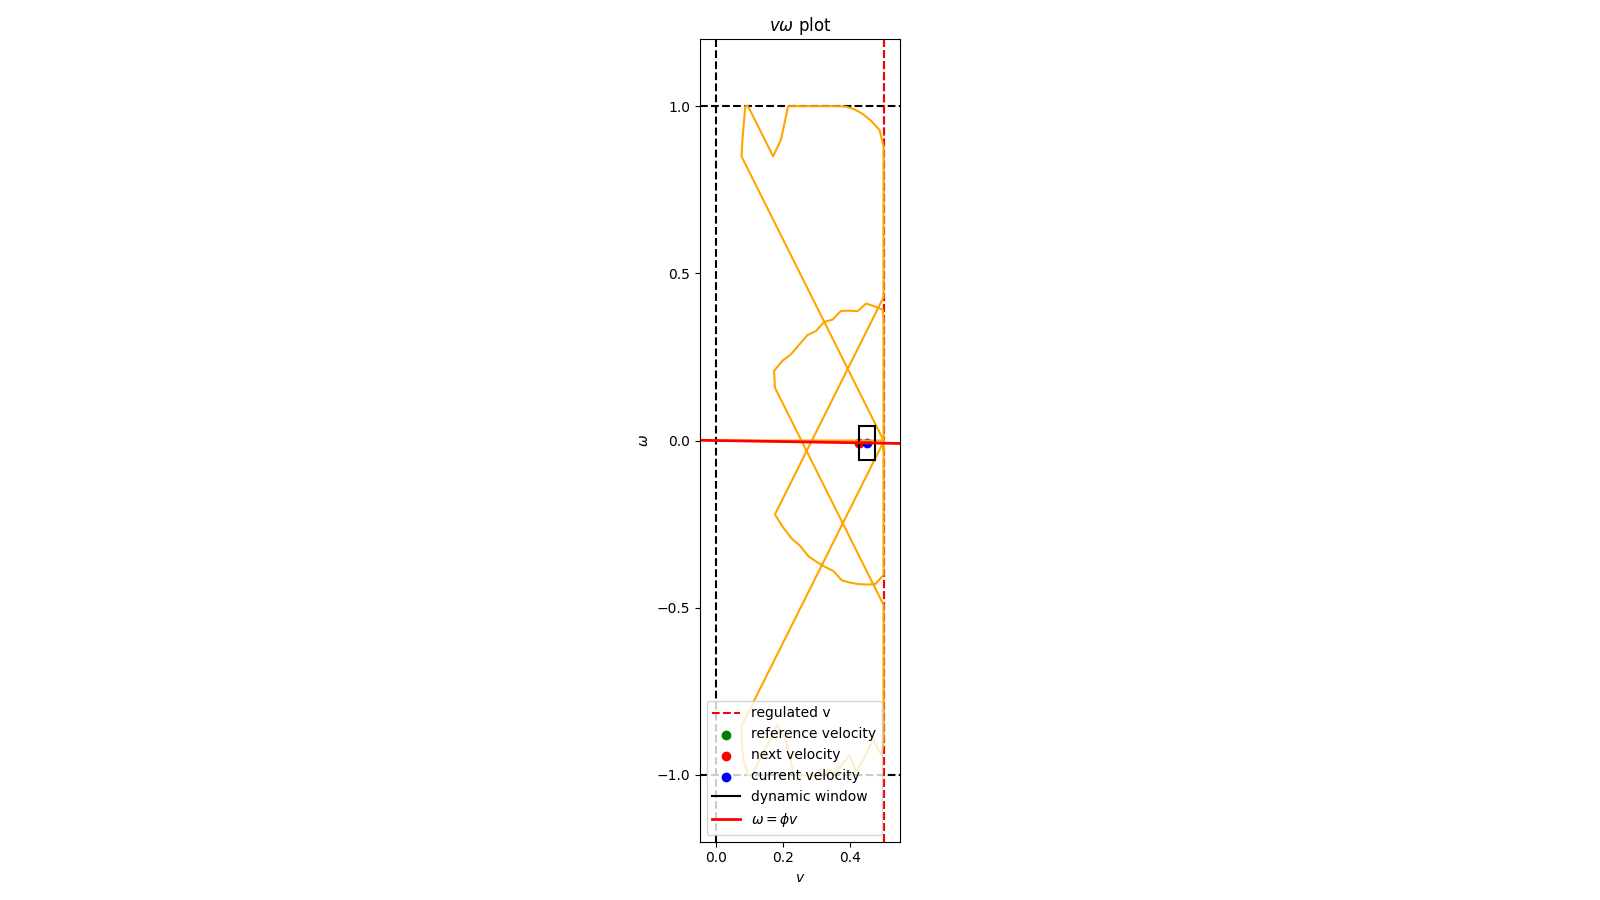 vω plot
1.0
0.5
0.0
−0.5
−1.0
ω
0.0 0.2 0.4
v
regulated v
reference velocity
next velocity
current velocity
dynamic window
ω = ϕv